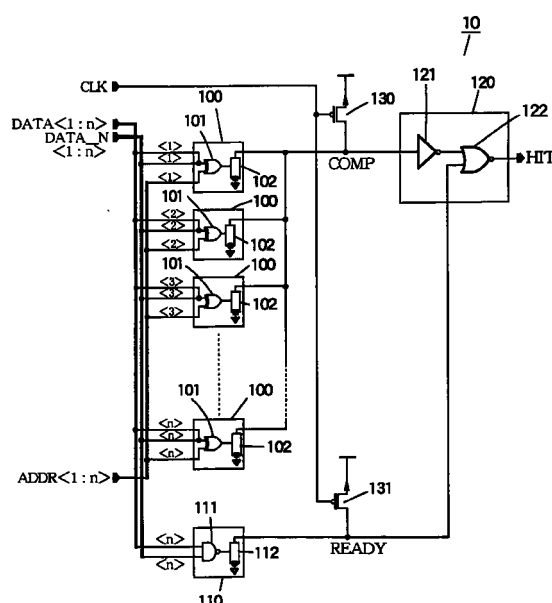 10
CLK
121
120
100
130
122
DATA<1:n>
DATA_N
<1:n>
101
<1>
<1>
<1>
102
COMP
HIT
101
100
<2>
<2>
<2>
102
101
100
<3>
<3>
<3>
102
100
101
<n>
<n>
<n>
102
ADDR<1:n>
131
111
<n>
<n>
112
READY
110